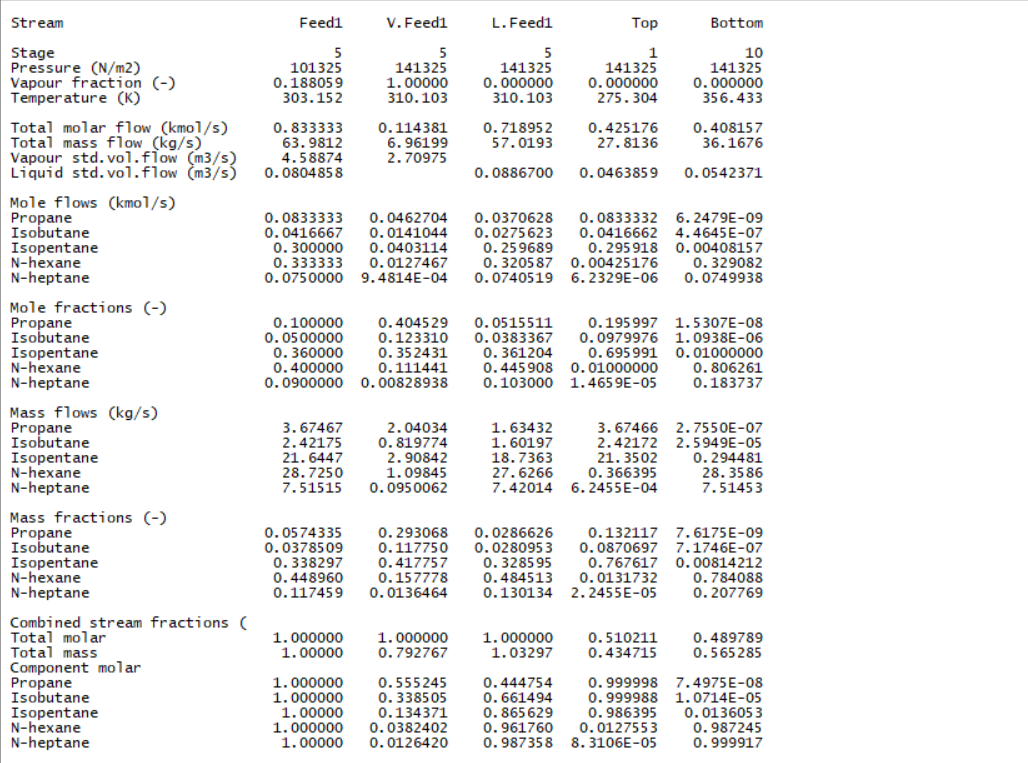 Stream Feed1 V.Feed1 L.Feed1 Top Bottom
Stage 5 5 5 1 10
Pressure (N/m2) 101325 141325 141325 141325 141325
Vapour fraction (-) 0.188059 1.00000 0.000000 0.000000 0.000000
Temperature (K) 303.152 310.103 310.103 275.304 356.433
Total molar flow (kmol/s) 0.833333 0.114381 0.718952 0.425176 0.408157
Total mass flow (kg/s) 63.9812 6.96199 57.0193 27.8136 36.1676
Vapour std.vol.flow (m3/s) 4.58874 2.70975
Liquid std.vol.flow (m3/s) 0.0804858 0.0886700 0.0463859 0.0542371
Mole flows (kmol/s)
Propane 0.0833333 0.0462704 0.0370628 0.0833332 6.2479E-09
Isobutane 0.0416667 0.0141044 0.0275623 0.0416662 4.4645E-07
Isopentane 0.300000 0.0403114 0.259689 0.295918 0.00408157
N-hexane 0.333333 0.0127467 0.320587 0.00425176 0.329082
N-heptane 0.0750000 9.4814E-04 0.0740519 6.2329E-06 0.0749938
Mole fractions (-)
Propane 0.100000 0.404529 0.0515511 0.195997 1.5307E-08
Isobutane 0.0500000 0.123310 0.0383367 0.0979976 1.0938E-06
Isopentane 0.360000 0.352431 0.361204 0.695991 0.01000000
N-hexane 0.400000 0.111441 0.445908 0.01000000 0.806261
N-heptane 0.0900000 0.00828938 0.103000 1.4659E-05 0.183737
Mass flows (kg/s)
Propane 3.67467 2.04034 1.63432 3.67466 2.7550E-07
Isobutane 2.42175 0.819774 1.60197 2.42172 2.5949E-05
Isopentane 21.6447 2.90842 18.7363 21.3502 0.294481
N-hexane 28.7250 1.09845 27.6266 0.366395 28.3586
N-heptane 7.51515 0.0950062 7.42014 6.2455E-04 7.51453
Mass fractions (-)
Propane 0.0574335 0.293068 0.0286626 0.132117 7.6175E-09
Isobutane 0.0378509 0.117750 0.0280953 0.0870697 7.1746E-07
Isopentane 0.338297 0.417757 0.328595 0.767617 0.00814212
N-hexane 0.448960 0.157778 0.484513 0.0131732 0.784088
N-heptane 0.117459 0.0136464 0.130134 2.2455E-05 0.207769
Combined stream fractions (
Total molar 1.000000 1.000000 1.000000 0.510211 0.489789
Total mass 1.00000 0.792767 1.03297 0.434715 0.565285
Component molar
Propane 1.000000 0.555245 0.444754 0.999998 7.4975E-08
Isobutane 1.000000 0.338505 0.661494 0.999988 1.0714E-05
Isopentane 1.00000 0.134371 0.865629 0.986395 0.0136053
N-hexane 1.000000 0.0382402 0.961760 0.0127553 0.987245
N-heptane 1.00000 0.0126420 0.987358 8.3106E-05 0.999917